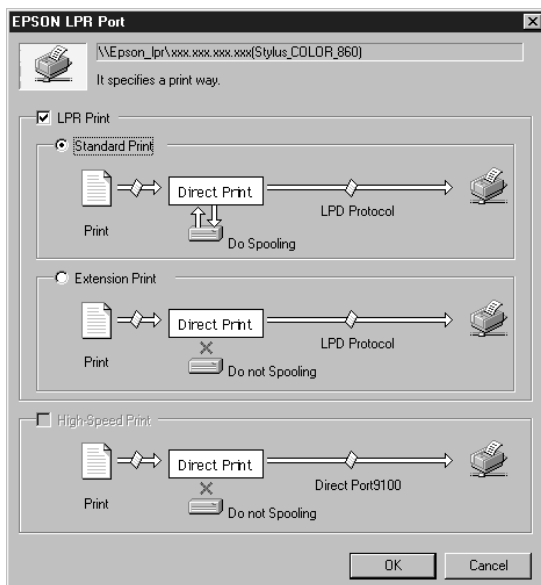 EPSON LPR Port
\\Epson_lpr\xxx.xxx.xxx.xxx(Stylus_COLOR_860)
It specifies a print way.
LPR Print
Standard Print
Print
Direct Print
Do Spooling
LPD Protocol
Extension Print
Print
Direct Print
Do not Spooling
LPD Protocol
High-Speed Print
Print
Direct Print
Do not Spooling
Direct Port9100
OK
Cancel